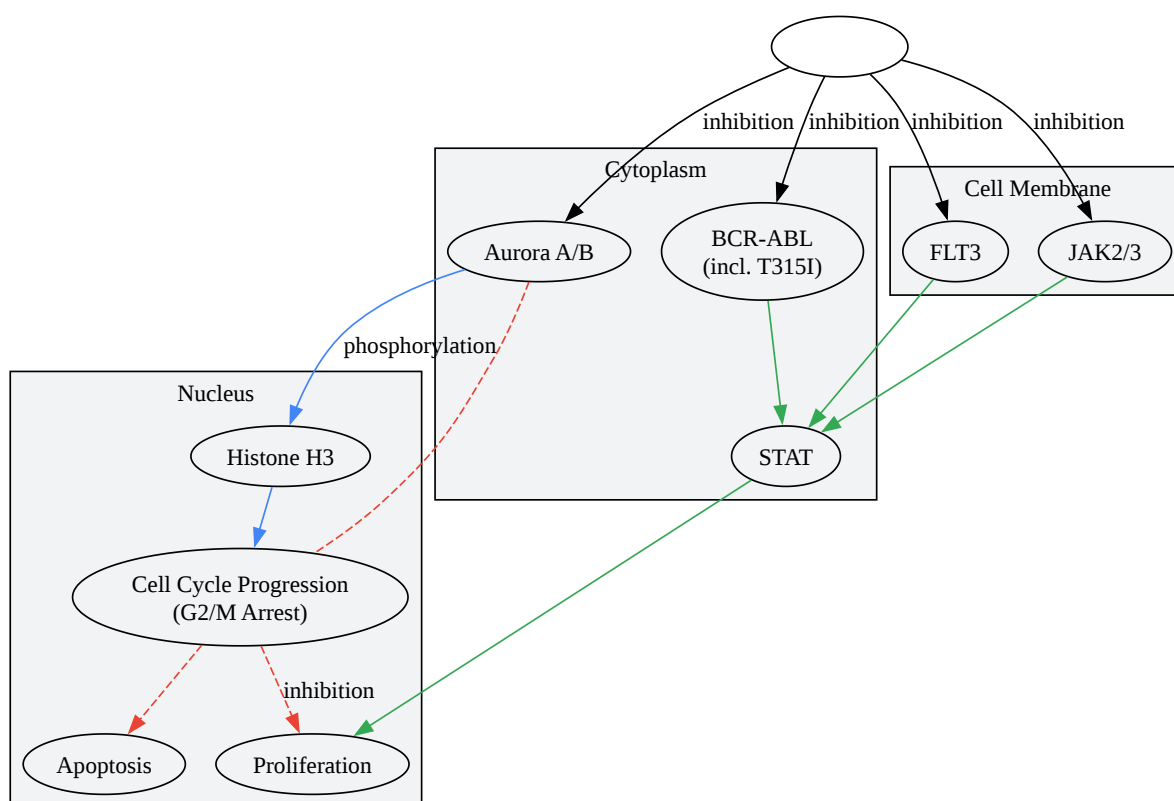 inhibition
inhibition
inhibition
inhibition
Cytoplasm
Cell Membrane
Aurora A/B
BCR-ABL
(incl. T315I)
FLT3
JAK2/3
phosphorylation
Nucleus
Histone H3
STAT
Cell Cycle Progression
(G2/M Arrest)
inhibition
Apoptosis
Proliferation